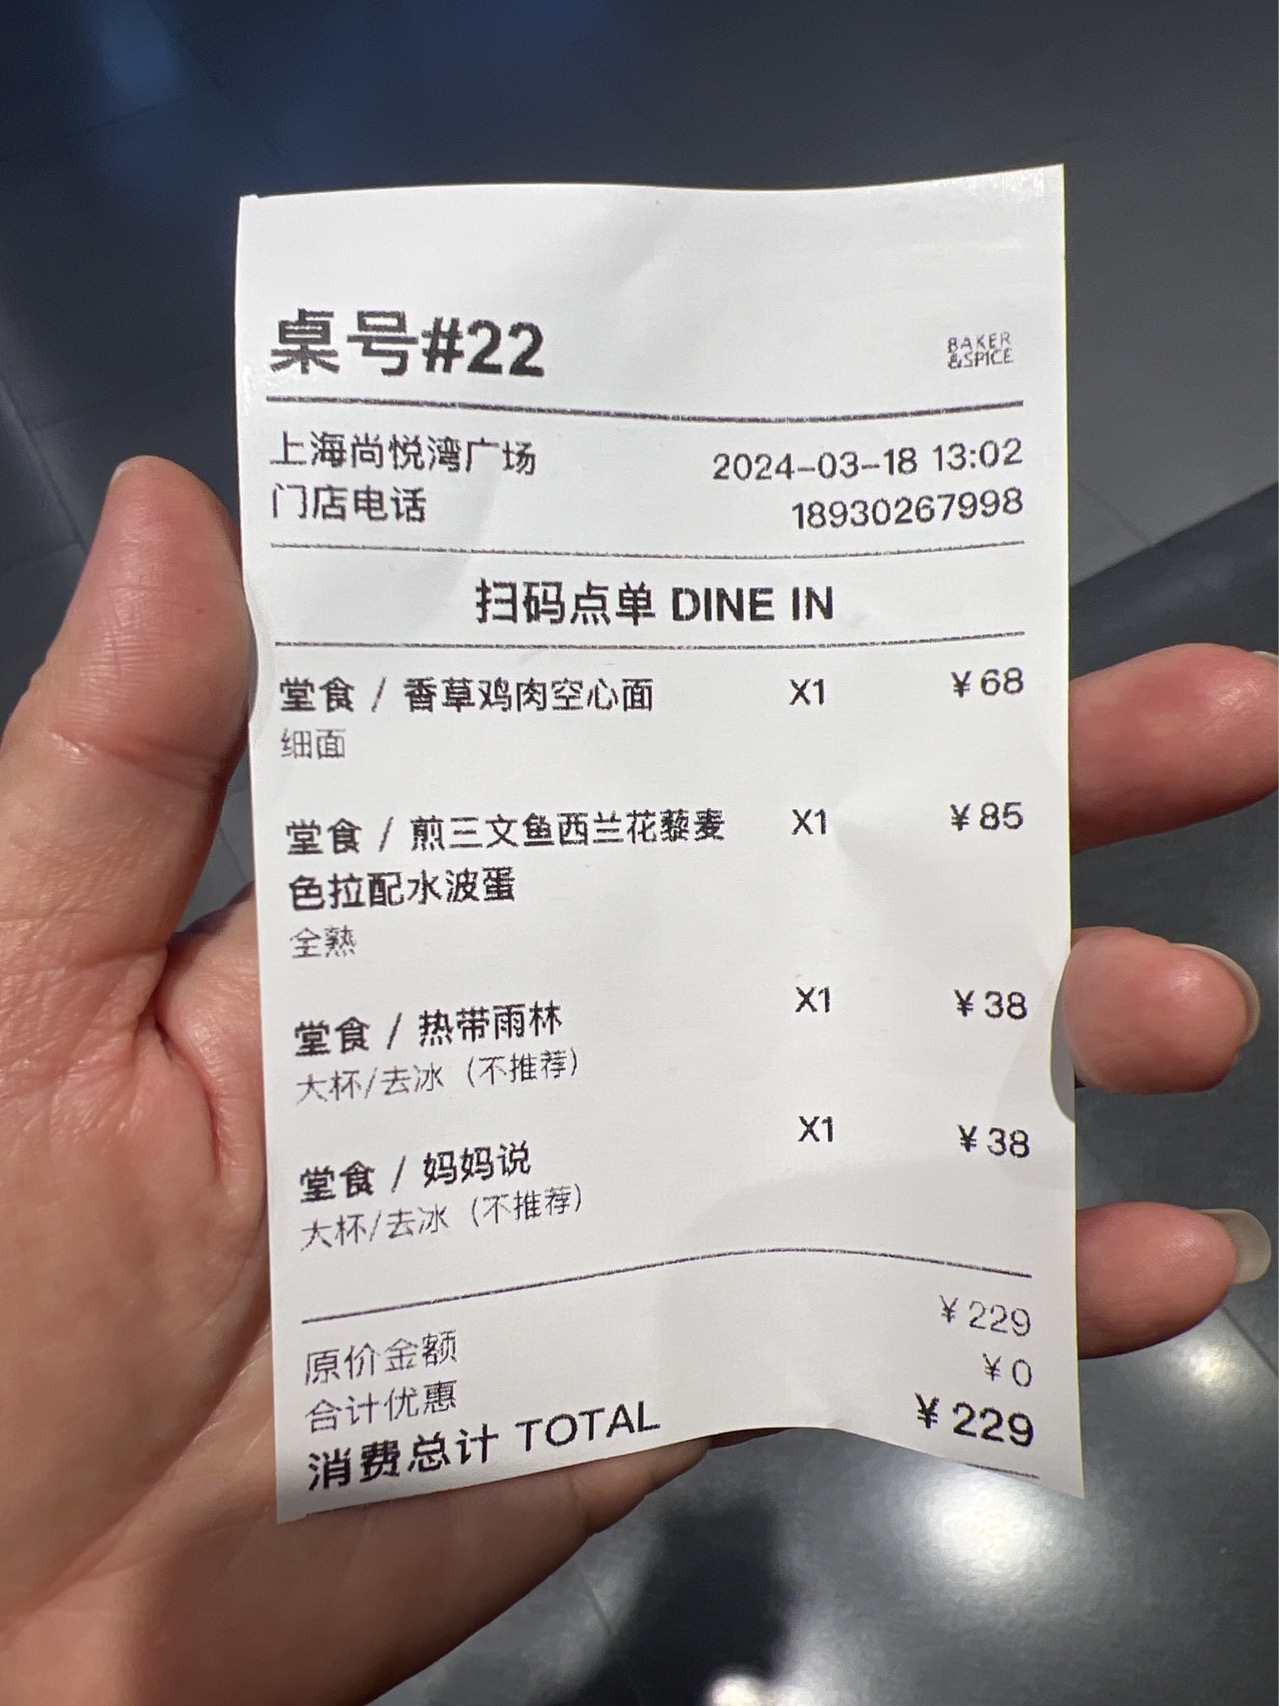 桌号#22
BAKER
&SPICE
上海尚悦湾广场 2024-03-18 13:02
门店电话 18930267998
扫码点单 DINE IN
堂食 / 香草鸡肉空心面 X1 ¥68
细面
堂食 / 煎三文鱼西兰花藜麦 X1 ¥85
色拉配水波蛋
全熟
堂食 / 热带雨林 X1 ¥38
大杯/去冰（不推荐）
堂食 / 妈妈说 X1 ¥38
大杯/去冰（不推荐）
原价金额 ¥229
合计优惠 ¥0
消费总计 TOTAL ¥229